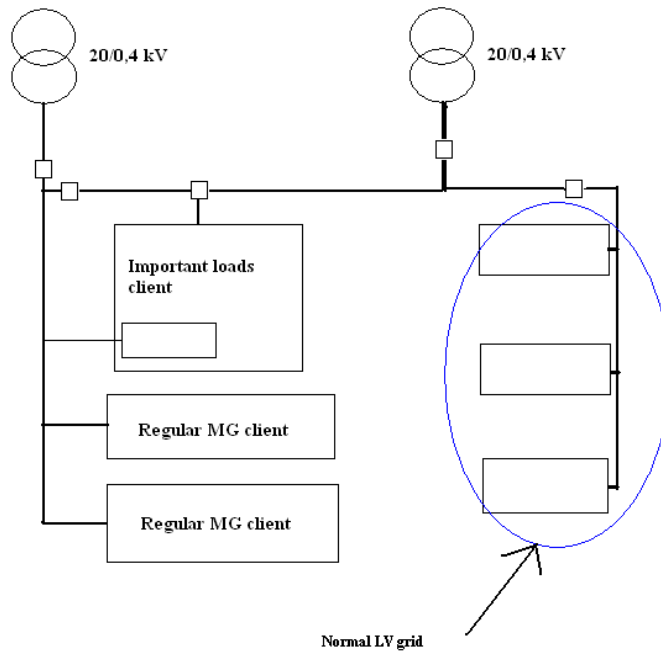 20/0,4 kV
20/0,4 kV
Important loads
client
Regular MG client
Regular MG client
Normal LV grid